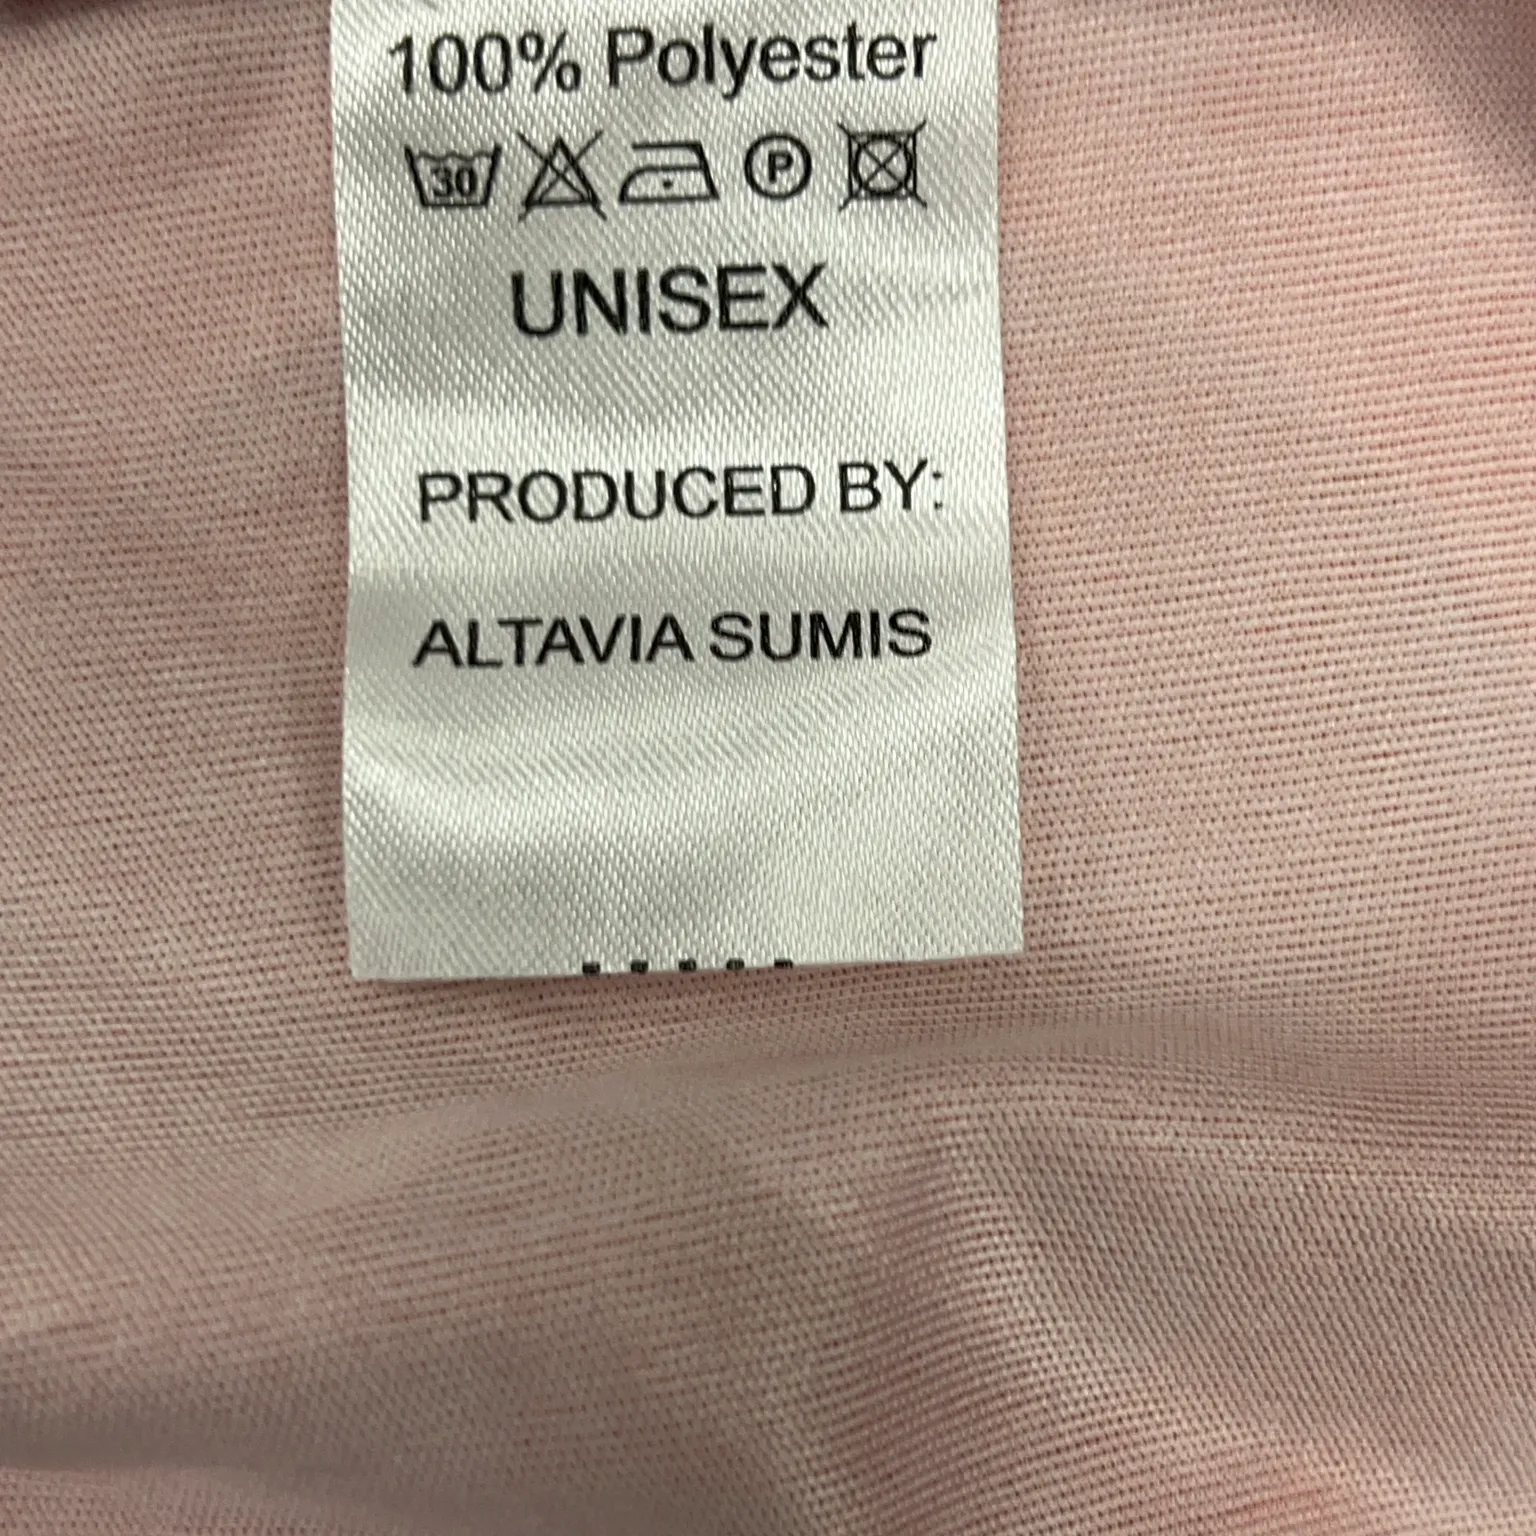 100% Polyester
30 P
UNISEX
PRODUCED BY:
ALTAVIA SUMIS